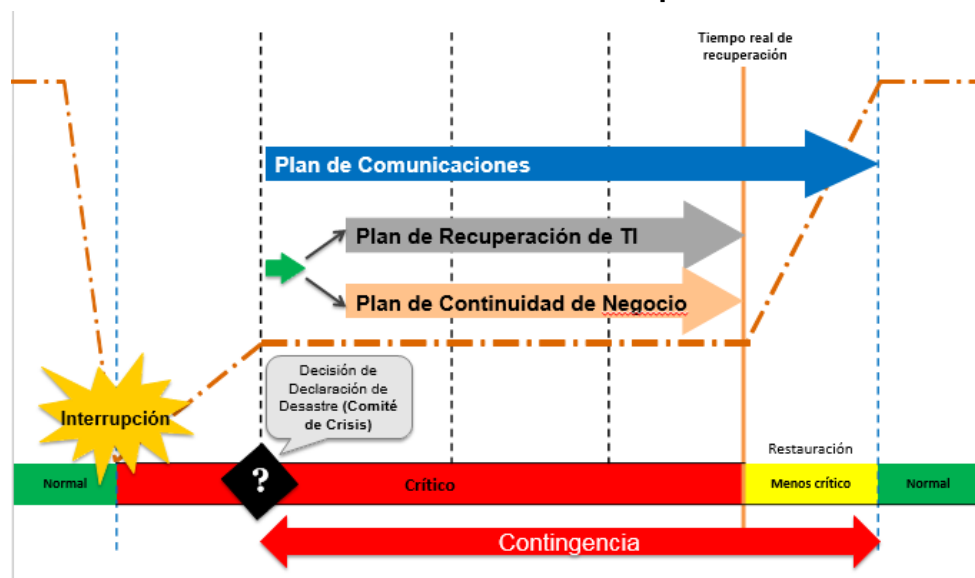 Tiempo real de
recuperación
Plan de Comunicaciones
Plan de Recuperación de TI
Plan de Continuidad de Negocio
Decisión de
Declaración de
Desastre (Comité
de Crisis)
Interrupción
Restauración
Normal
?
Crítico
Menos crítico
Normal
Contingencia